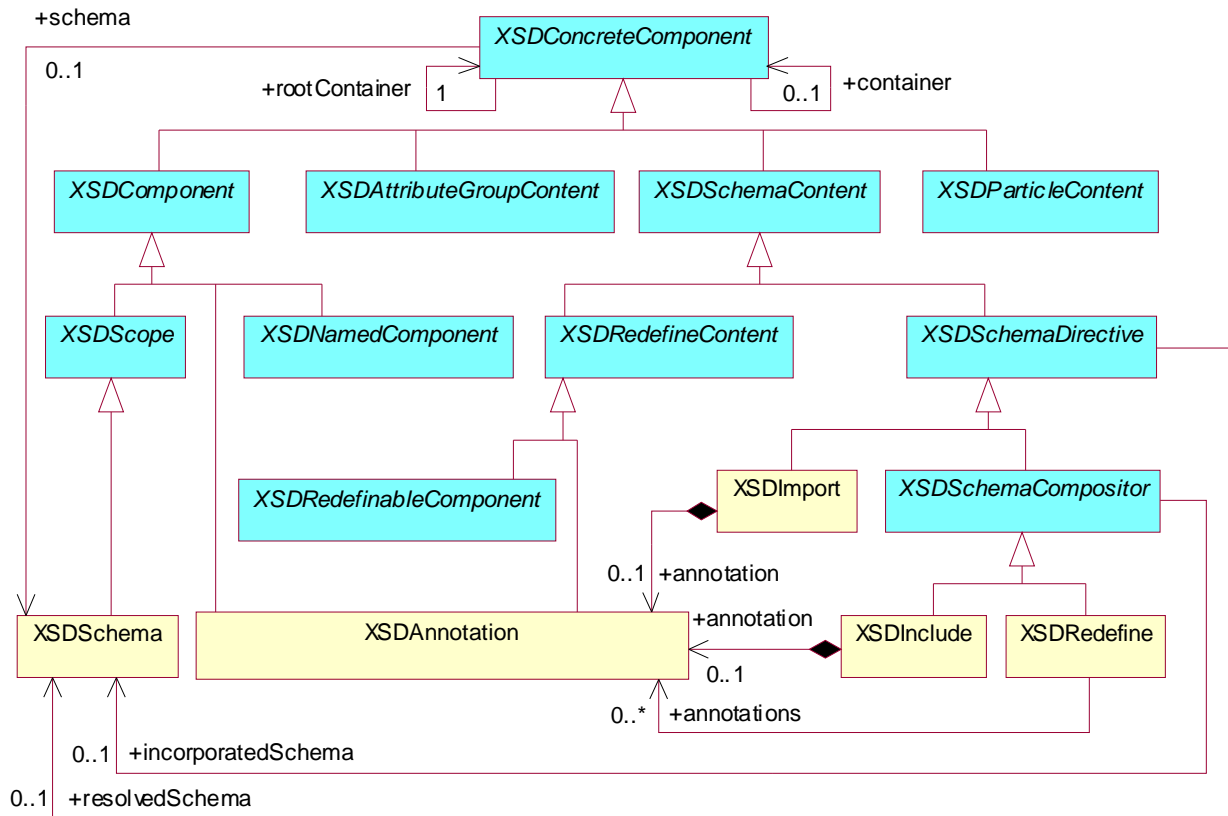 +schema
XSDConcreteComponent
0..1
+rootContainer
1
0..1
+container
XSDComponent
XSDAttributeGroupContent
XSDSchemaContent
XSDParticleContent
XSDScope
XSDNamedComponent
XSDRedefineContent
XSDSchemaDirective
XSDRedefinableComponent
XSDImport
XSDSchemaCompositor
0..1
+annotation
XSDSchema
XSDAnnotation
+annotation
XSDInclude
XSDRedefine
0..1
0..*
+annotations
0..1
+incorporatedSchema
0..1
+resolvedSchema